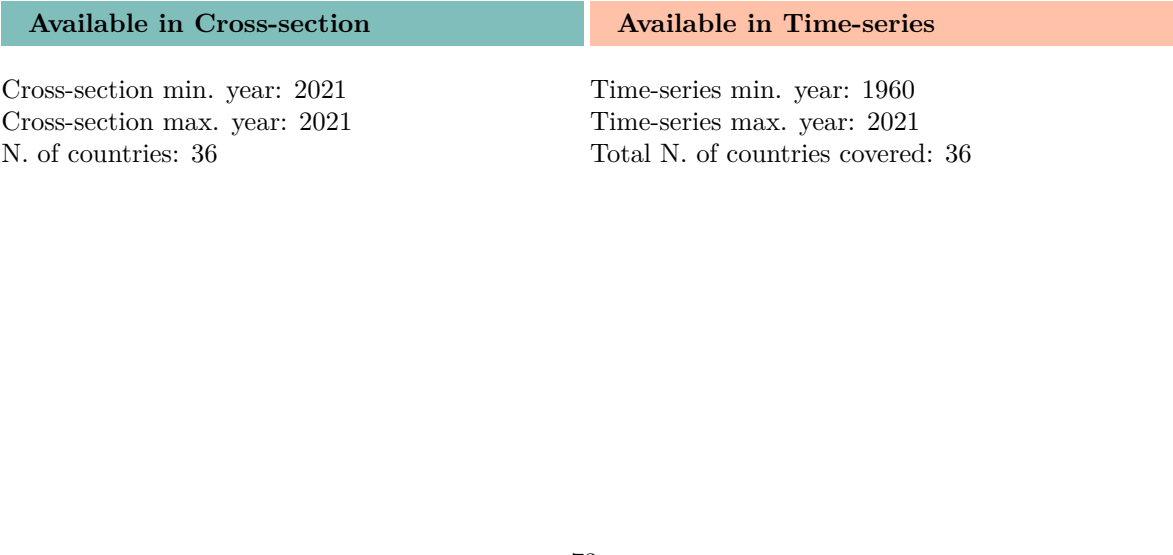 Available in Cross-section
Cross-section min. year: 2021
Cross-section max. year: 2021
N. of countries: 36
Available in Time-series
Time-series min. year: 1960
Time-series max. year: 2021
Total N. of countries covered: 36